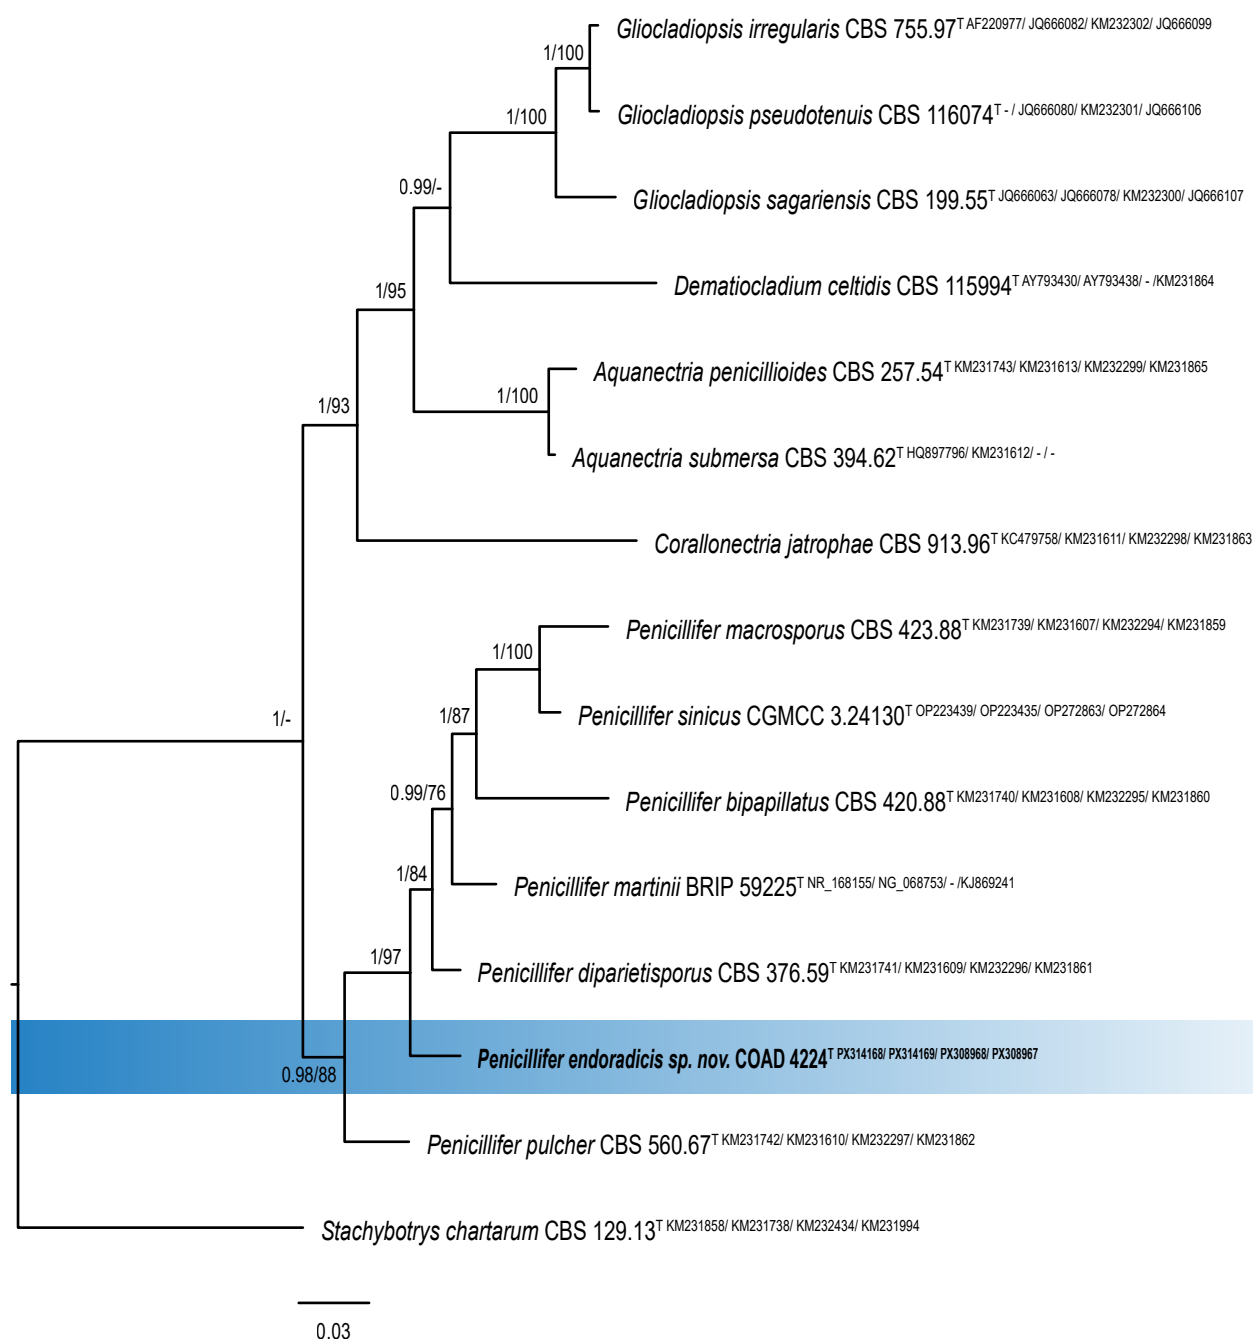 Gliocladiopsis irregularis CBS 755.97T AF220977/ JQ666082/ KM232302/ JQ666099
1/100
Gliocladiopsis pseudotenuis CBS 116074T - / JQ666080/ KM232301/ JQ666106
1/100
0.99/-
Gliocladiopsis sagariensis CBS 199.55T JQ666063/ JQ666078/ KM232300/ JQ666107
Dematiocladium celtidis CBS 115994T AY793430/ AY793438/ - /KM231864
1/95
Aquanectria penicillioides CBS 257.54T KM231743/ KM231613/ KM232299/ KM231865
1/100
1/93
Aquanectria submersa CBS 394.62T HQ897796/ KM231612/ - / -
Corallonectria jatrophae CBS 913.96T KC479758/ KM231611/ KM232298/ KM231863
Penicillifer macrosporus CBS 423.88T KM231739/ KM231607/ KM232294/ KM231859
1/100
Penicillifer sinicus CGMCC 3.24130T OP223439/ OP223435/ OP272863/ OP272864
1/-
1/87
0.99/76
Penicillifer bipapillatus CBS 420.88T KM231740/ KM231608/ KM232295/ KM231860
1/84
Penicillifer martinii BRIP 59225T NR_168155/ NG_068753/ - /KJ869241
1/97
Penicillifer diparietisporus CBS 376.59T KM231741/ KM231609/ KM232296/ KM231861
Penicillifer endoradicis sp. nov. COAD 4224T PX314168/ PX314169/ PX308968/ PX308967
0.98/88
Penicillifer pulcher CBS 560.67T KM231742/ KM231610/ KM232297/ KM231862
Stachybotrys chartarum CBS 129.13T KM231858/ KM231738/ KM232434/ KM231994
0.03